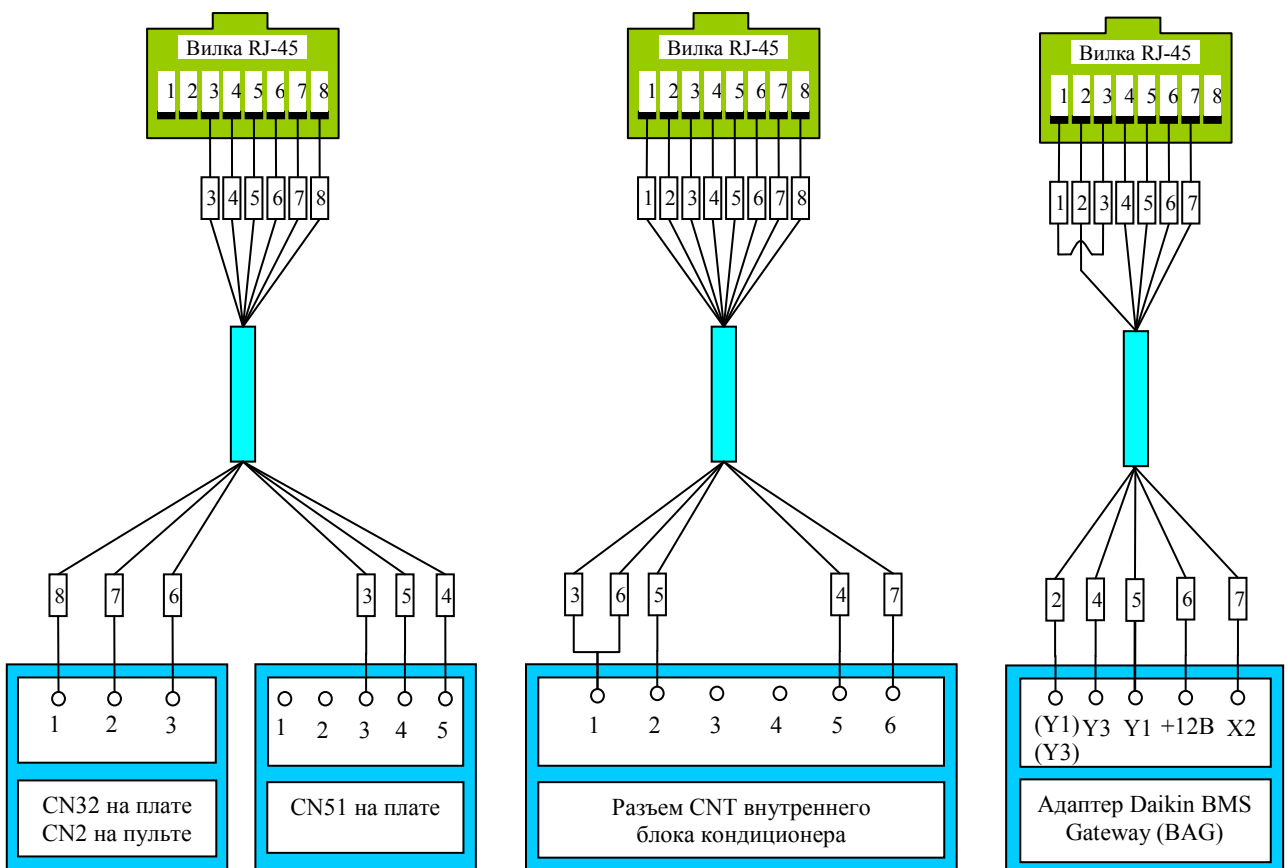 Вилка RJ-45
1 2 3 4 5 6 7 8
3 4 5 6 7 8
8 7 6
3 5 4
1 2 3
1 2 3 4 5
CN32 на плате
CN2 на пульте
CN51 на плате
Вилка RJ-45
1 2 3 4 5 6 7 8
1 2 3 4 5 6 7 8
3 6 5 4 7
1 2 3 4 5 6
Разъем CNT внутреннего
блока кондиционера
Вилка RJ-45
1 2 3 4 5 6 7 8
1 2 3 4 5 6 7
2 4 5 6 7
(Y1) Y3 Y1 +12В X2
(Y3)
Адаптер Daikin BMS
Gateway (BAG)